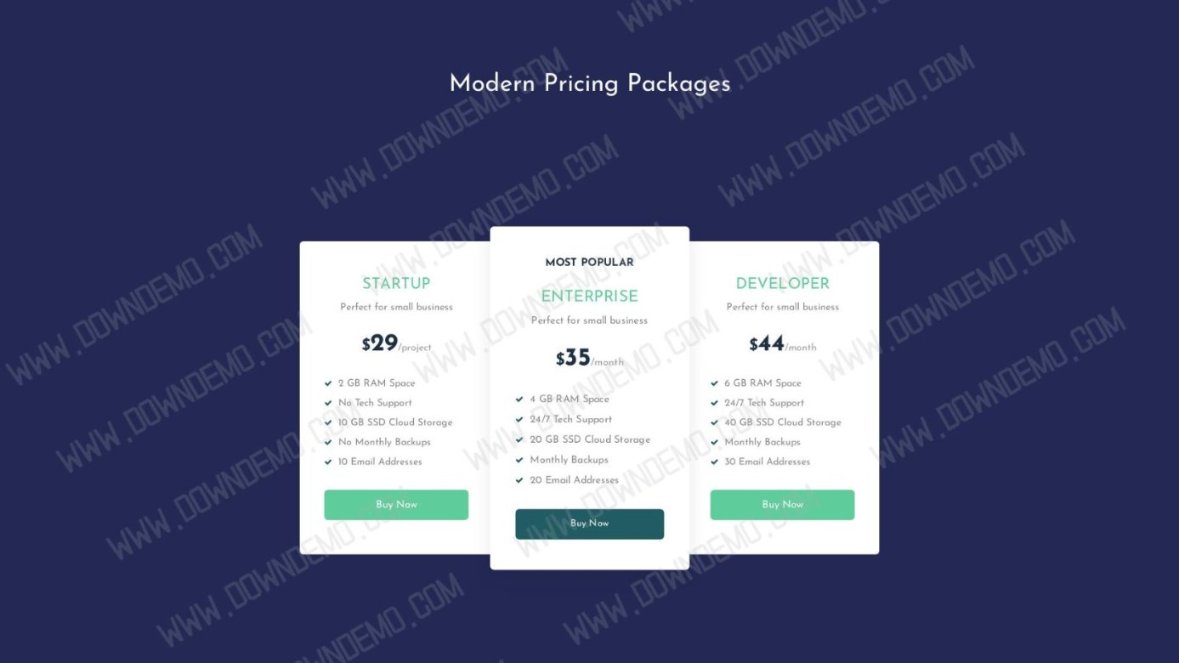 Modern Pricing Packages
STARTUP
Perfect for small business
$29/project
2 GB RAM Space
No Tech Support
10 GB SSD Cloud Storage
No Monthly Backups
10 Email Addresses
Buy Now
MOST POPULAR
ENTERPRISE
Perfect for small business
$35/month
4 GB RAM Space
24/7 Tech Support
20 GB SSD Cloud Storage
Monthly Backups
20 Email Addresses
Buy Now
DEVELOPER
Perfect for small business
$44/month
6 GB RAM Space
24/7 Tech Support
40 GB SSD Cloud Storage
Monthly Backups
30 Email Addresses
Buy Now
WWW.DOWNDEMO.COM